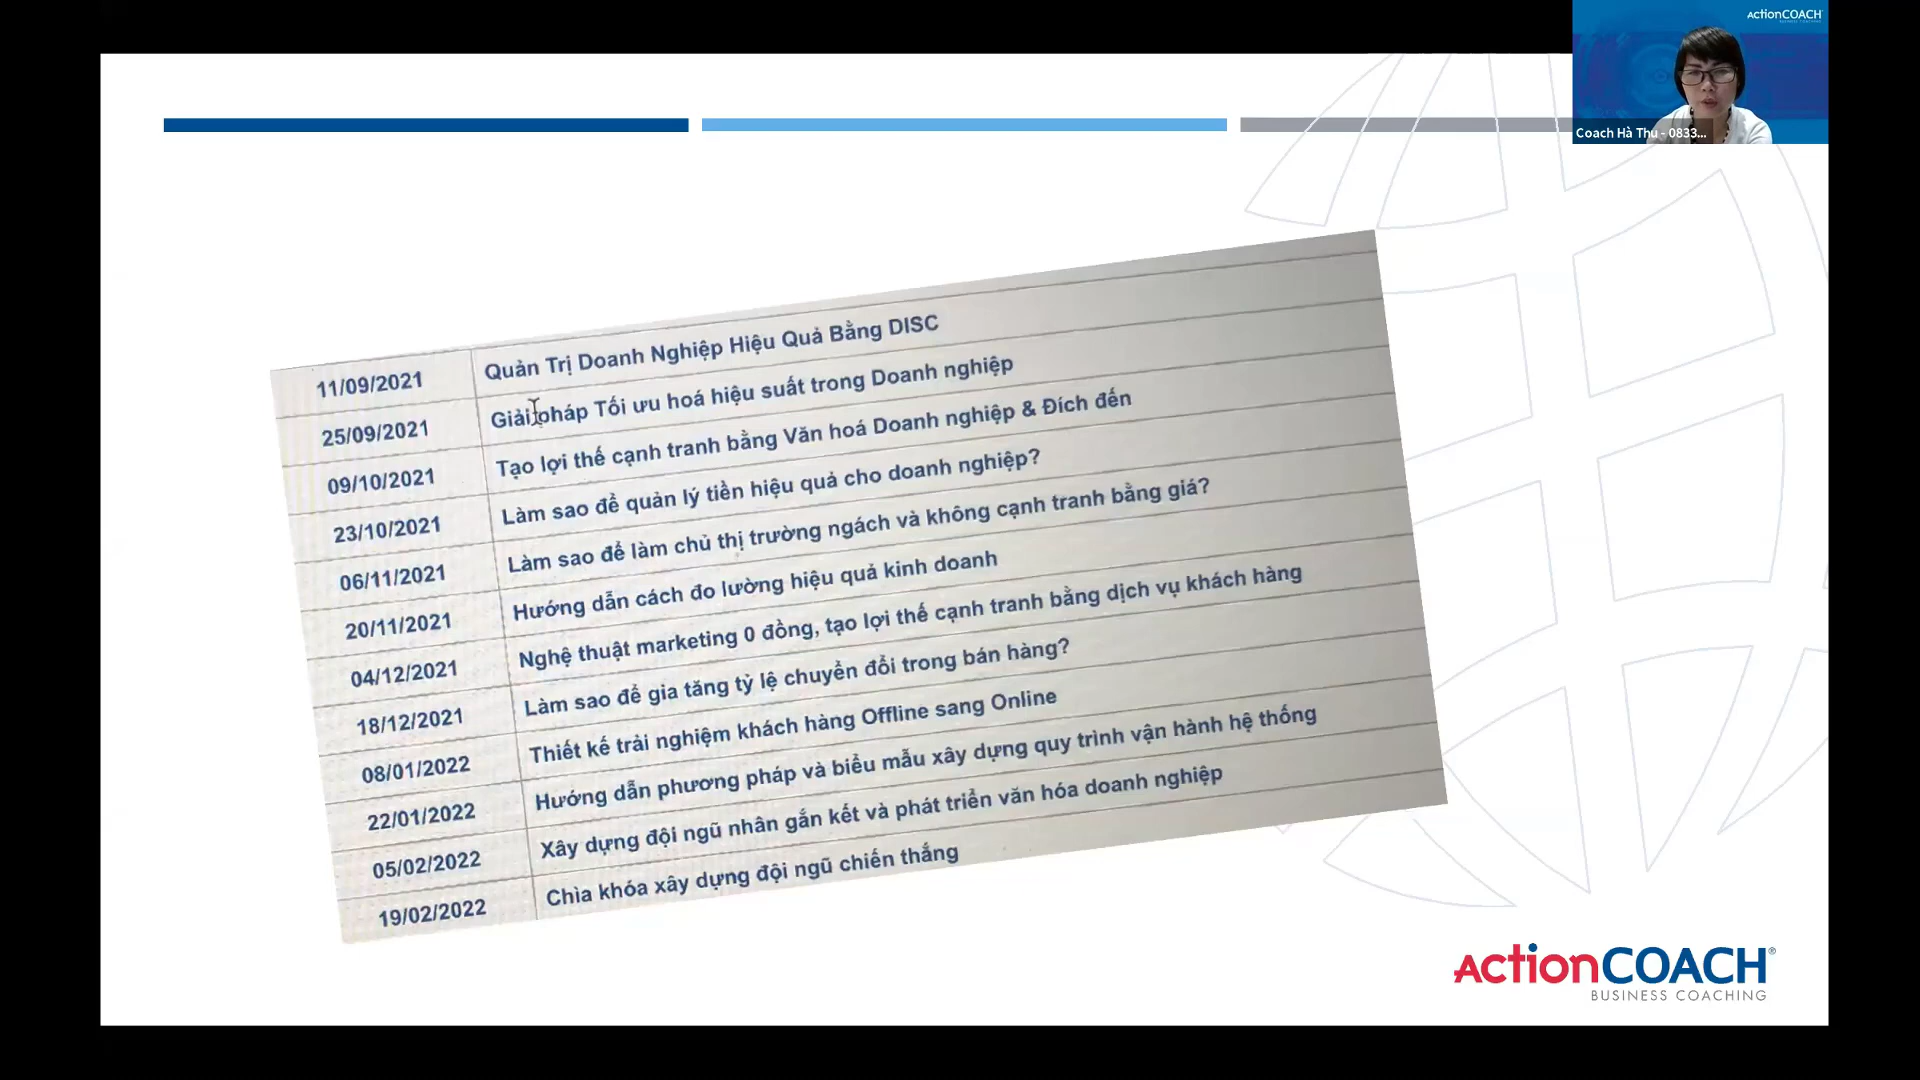 actionCOACH
BUSINESS COACHING
Coach Hà Thu - 0833...
11/09/2021 Quản Trị Doanh Nghiệp Hiệu Quả Bằng DISC
25/09/2021 Giải pháp Tối ưu hoá hiệu suất trong Doanh nghiệp
09/10/2021 Tạo lợi thế cạnh tranh bằng Văn hoá Doanh nghiệp & Đích đến
23/10/2021 Làm sao để quản lý tiền hiệu quả cho doanh nghiệp?
06/11/2021 Làm sao để làm chủ thị trường ngách và không cạnh tranh bằng giá?
20/11/2021 Hướng dẫn cách đo lường hiệu quả kinh doanh
04/12/2021 Nghệ thuật marketing 0 đồng, tạo lợi thế cạnh tranh bằng dịch vụ khách hàng
18/12/2021 Làm sao để gia tăng tỷ lệ chuyển đổi trong bán hàng?
08/01/2022 Thiết kế trải nghiệm khách hàng Offline sang Online
22/01/2022 Hướng dẫn phương pháp và biểu mẫu xây dựng quy trình vận hành hệ thống
05/02/2022 Xây dựng đội ngũ nhân gắn kết và phát triển văn hóa doanh nghiệp
19/02/2022 Chìa khóa xây dựng đội ngũ chiến thắng
actionCOACH®
BUSINESS COACHING